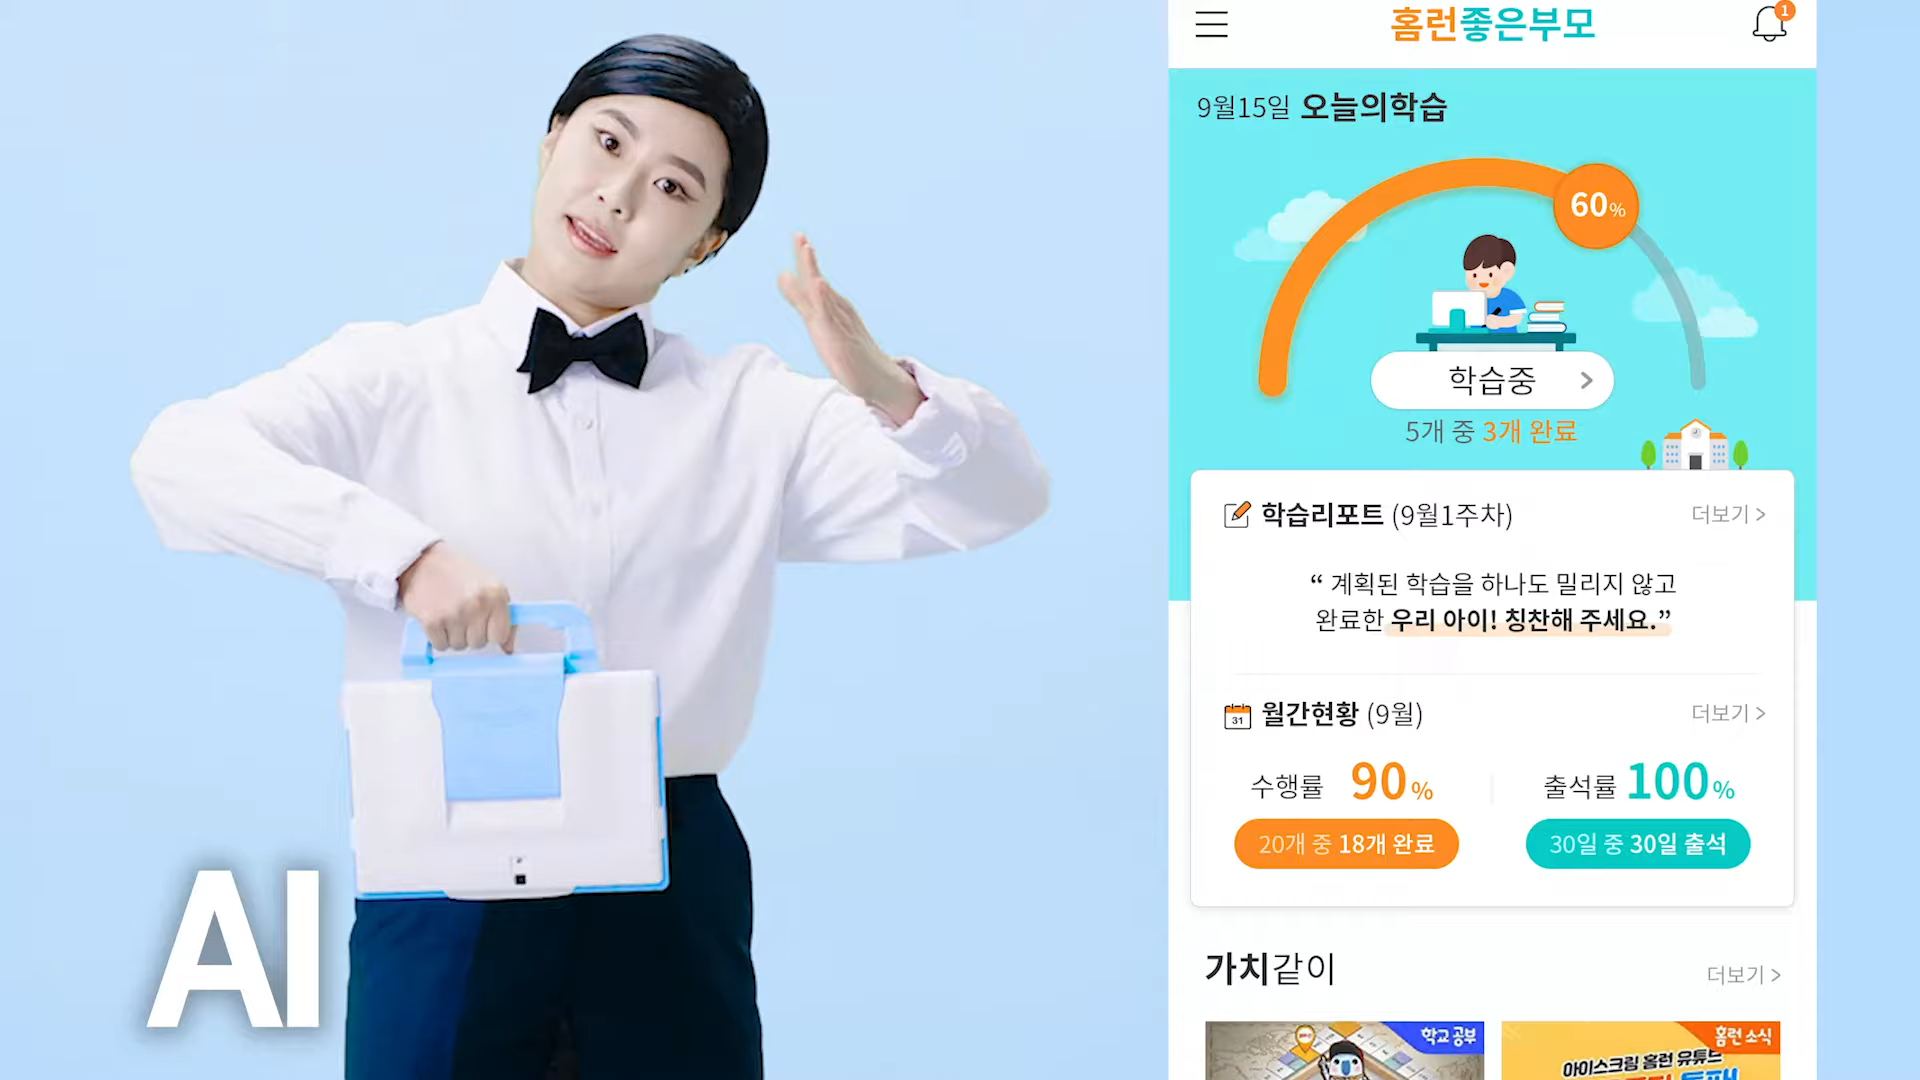 홈런좋은부모
1
9월15일 오늘의학습
60%
학습중 >
5개 중 3개 완료
학습리포트 (9월1주차)
더보기 >
“ 계획된 학습을 하나도 밀리지 않고
완료한 우리 아이! 칭찬해 주세요.”
31
월간현황 (9월)
더보기 >
수행률 90%
출석률 100%
20개 중 18개 완료
30일 중 30일 출석
AI
가치같이
더보기 >
학교 공부
홈런 소식
아이스크림 홈런 유튜브